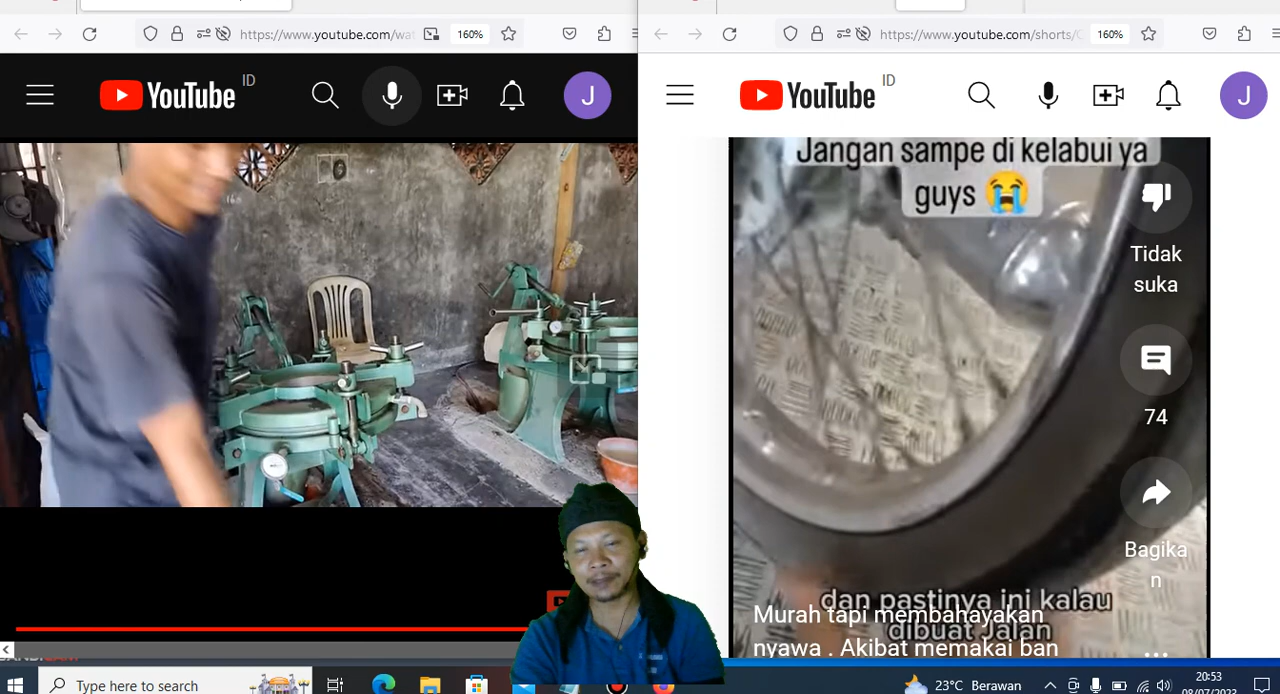 https://www.youtube.com/wat
160%
https://www.youtube.com/shorts/C
160%
YouTube ID
J
YouTube ID
J
Jangan sampe di kelabui ya
guys 😭
Tidak
suka
74
Bagika
n
dan pastinya ini kalau
dibuat Jalan
Murah tapi membahayakan
nyawa . Akibat memakai ban
Type here to search
23°C Berawan
20:53